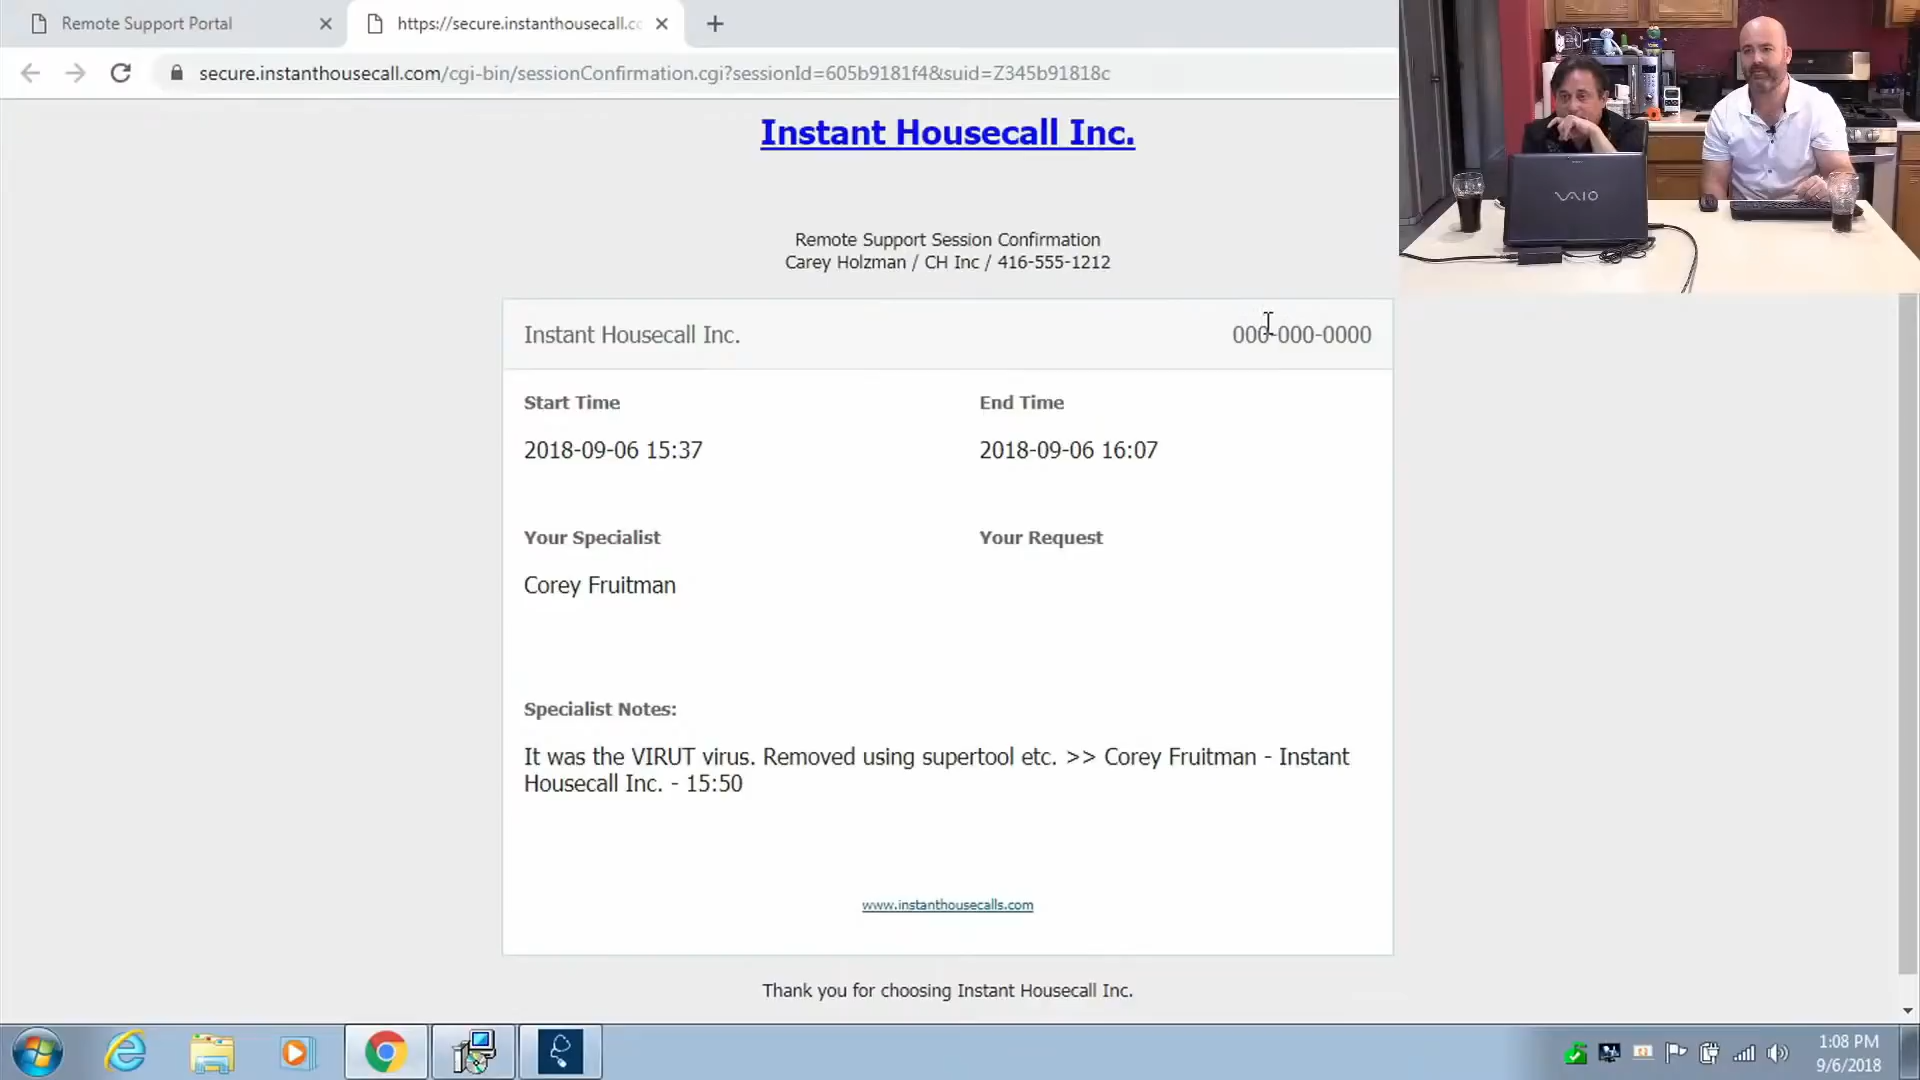 Remote Support Portal
https://secure.instanthousecall.co
secure.instanthousecall.com/cgi-bin/sessionConfirmation.cgi?sessionId=605b9181f4&suid=Z345b91818c
Instant Housecall Inc.
Remote Support Session Confirmation
Carey Holzman / CH Inc / 416-555-1212
VAIO
Instant Housecall Inc.
000-000-0000
Start Time
End Time
2018-09-06 15:37
2018-09-06 16:07
Your Specialist
Your Request
Corey Fruitman
Specialist Notes:
It was the VIRUT virus. Removed using supertool etc. >> Corey Fruitman - Instant
Housecall Inc. - 15:50
www.instanthousecalls.com
Thank you for choosing Instant Housecall Inc.
1:08 PM
9/6/2018